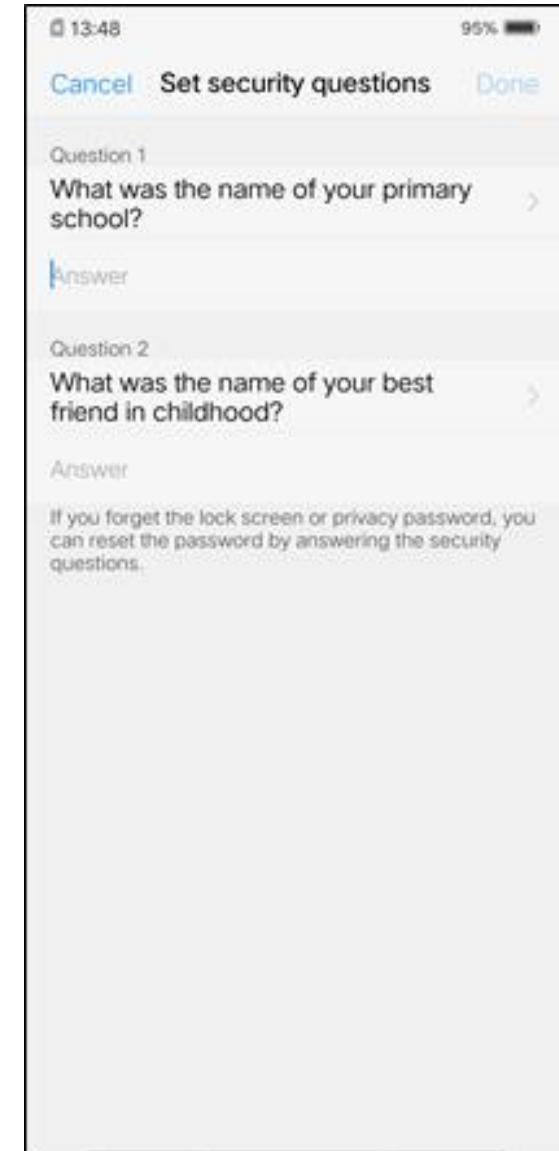 13:48 95%
Cancel Set security questions Done
Question 1
What was the name of your primary
school?
Answer
Question 2
What was the name of your best
friend in childhood?
Answer
If you forget the lock screen or privacy password, you
can reset the password by answering the security
questions.